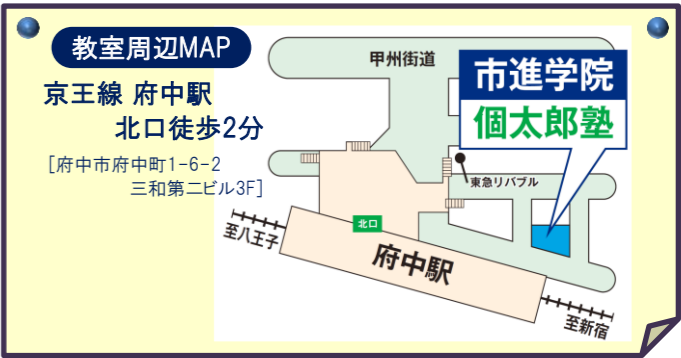 教室周辺MAP
京王線 府中駅
北口徒歩2分
[府中市府中町1-6-2
三和第二ビル3F]
甲州街道
市進学院
個太郎塾
東急リバブル
北口
至八王子
府中駅
至新宿